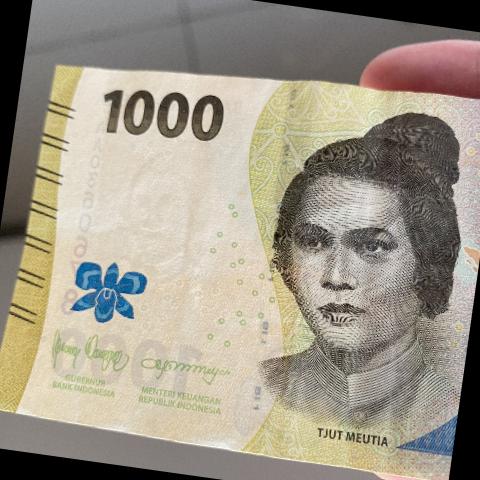 1000
GUBERNUR
BANK INDONESIA
MENTERI KEUANGAN
REPUBLIK INDONESIA
TJUT MEUTIA